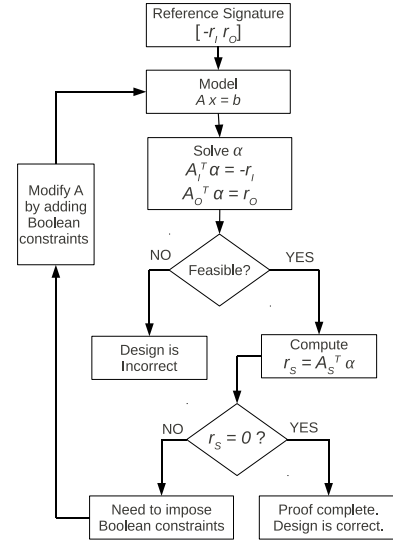 Reference Signature
[ -r_I r_O ]
Model
A x = b
Solve α
A_I^T α = -r_I
A_O^T α = r_O
Modify A
by adding
Boolean
constraints
NO
Feasible?
YES
Design is
Incorrect
Compute
r_S = A_S^T α
NO
r_S = 0 ?
YES
Need to impose
Boolean constraints
Proof complete.
Design is correct.